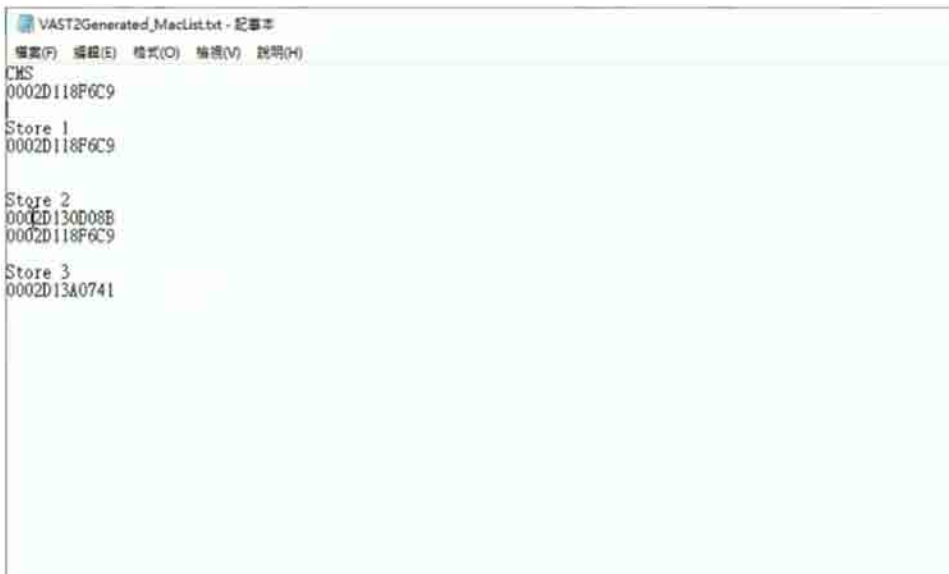 VAST2Generated_MacList.txt - 記事本
檔案(F) 編輯(E) 格式(O) 檢視(V) 說明(H)
CMS
0002D118F6C9
Store 1
0002D118F6C9
Store 2
0002D130D08B
0002D118F6C9
Store 3
0002D13A0741